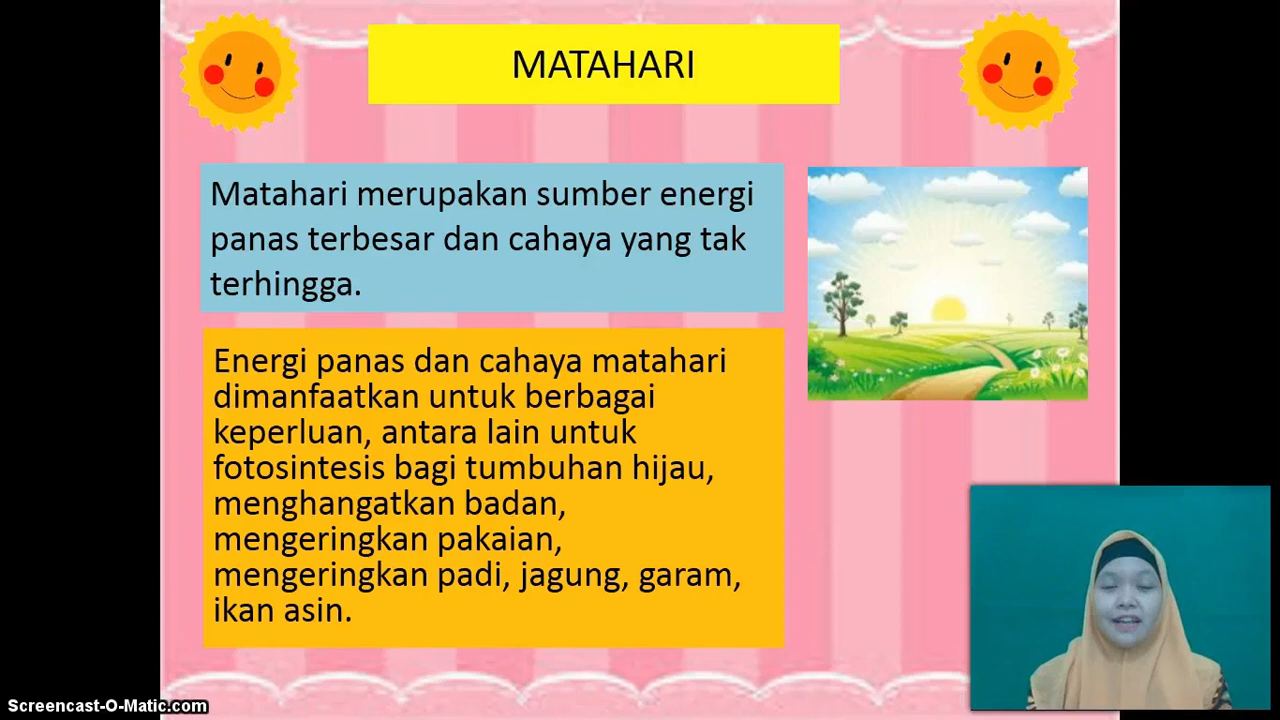 MATAHARI
Matahari merupakan sumber energi
panas terbesar dan cahaya yang tak
terhingga.
Energi panas dan cahaya matahari
dimanfaatkan untuk berbagai
keperluan, antara lain untuk
fotosintesis bagi tumbuhan hijau,
menghangatkan badan,
mengeringkan pakaian,
mengeringkan padi, jagung, garam,
ikan asin.
Screencast-O-Matic.com